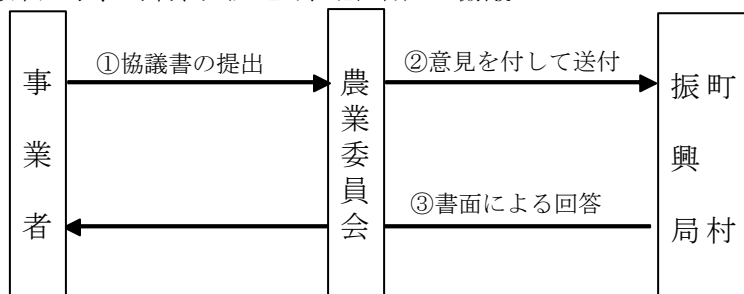 ①協議書の提出
②意見を付して送付
事業者
農業委員会
町村
振興局
③書面による回答